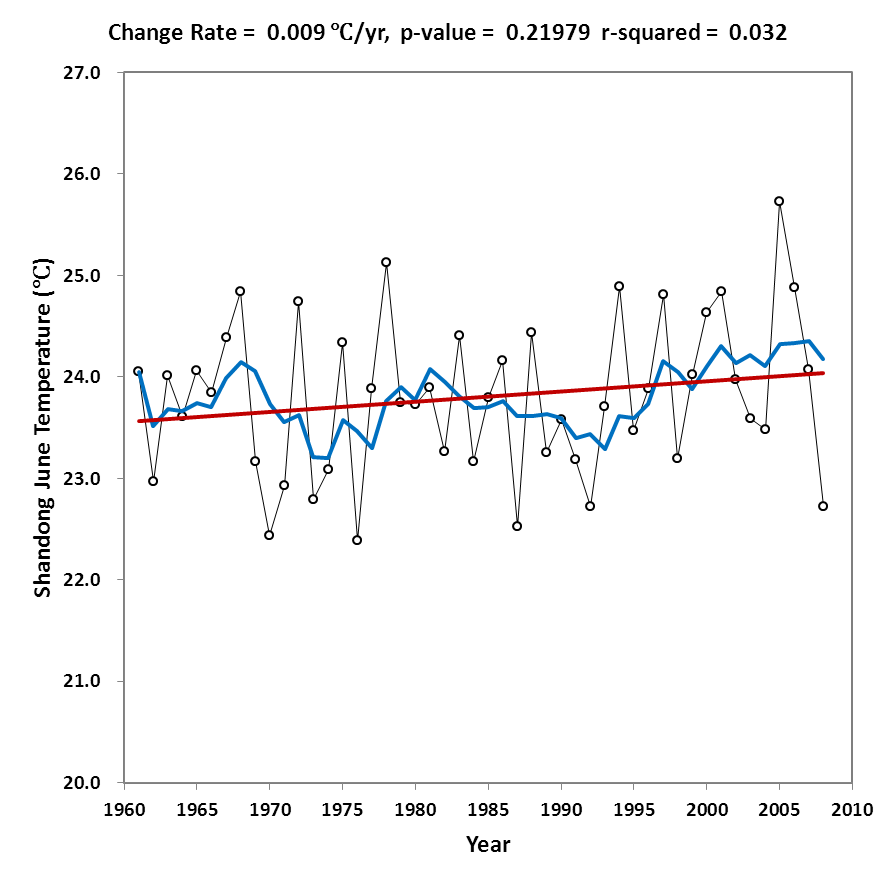 Change Rate = 0.009 ℃/yr, p-value = 0.21979 r-squared = 0.032
27.0
26.0
25.0
24.0
23.0
22.0
21.0
20.0
Shandong June Temperature (℃)
1960 1965 1970 1975 1980 1985 1990 1995 2000 2005 2010
Year